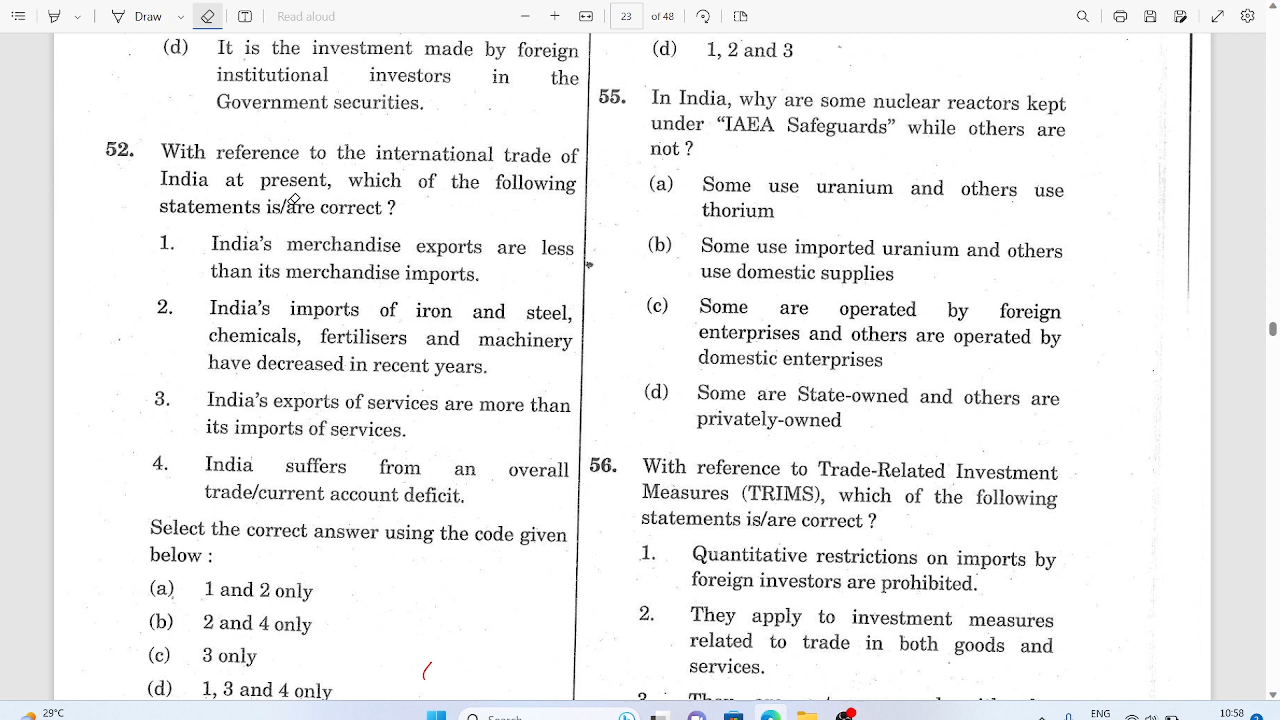 Draw
Read aloud
23 of 48
(d) It is the investment made by foreign
institutional investors in the
Government securities.
52. With reference to the international trade of
India at present, which of the following
statements is/are correct ?
1. India's merchandise exports are less
than its merchandise imports.
2. India's imports of iron and steel,
chemicals, fertilisers and machinery
have decreased in recent years.
3. India's exports of services are more than
its imports of services.
4. India suffers from an overall
trade/current account deficit.
Select the correct answer using the code given
below :
(a) 1 and 2 only
(b) 2 and 4 only
(c) 3 only
(d) 1, 3 and 4 only
(d) 1, 2 and 3
55. In India, why are some nuclear reactors kept
under “IAEA Safeguards” while others are
not ?
(a) Some use uranium and others use
thorium
(b) Some use imported uranium and others
use domestic supplies
(c) Some are operated by foreign
enterprises and others are operated by
domestic enterprises
(d) Some are State-owned and others are
privately-owned
56. With reference to Trade-Related Investment
Measures (TRIMS), which of the following
statements is/are correct ?
1. Quantitative restrictions on imports by
foreign investors are prohibited.
2. They apply to investment measures
related to trade in both goods and
services.
29°C
Search
ENG
10:58